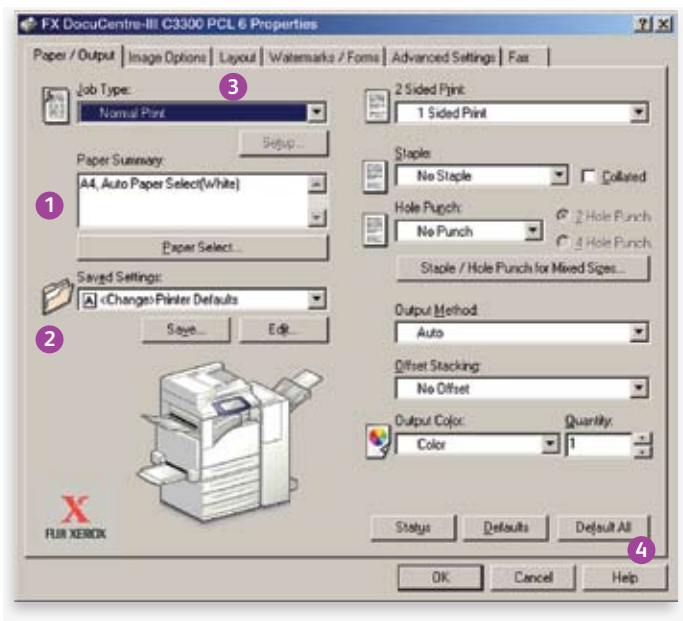 FX DocuCentre-III C3300 PCL 6 Properties
Paper / Output Image Options Layout Watermarks / Forms Advanced Settings Fax
3
Job Type:
Normal Print
Setup...
Paper Summary:
A4, Auto Paper Select(White)
1
Paper Select...
Saved Settings:
A <Change>Printer Defaults
2
Save... Edit...
X
FUJI XEROX
2 Sided Print:
1 Sided Print
Staple:
No Staple Collated
Hole Punch:
No Punch
2 Hole Punch
4 Hole Punch
Staple / Hole Punch for Mixed Sizes...
Output Method:
Auto
Offset Stacking:
No Offset
Output Color: Quantity:
Color 1
Status Defaults Default All
4
OK Cancel Help